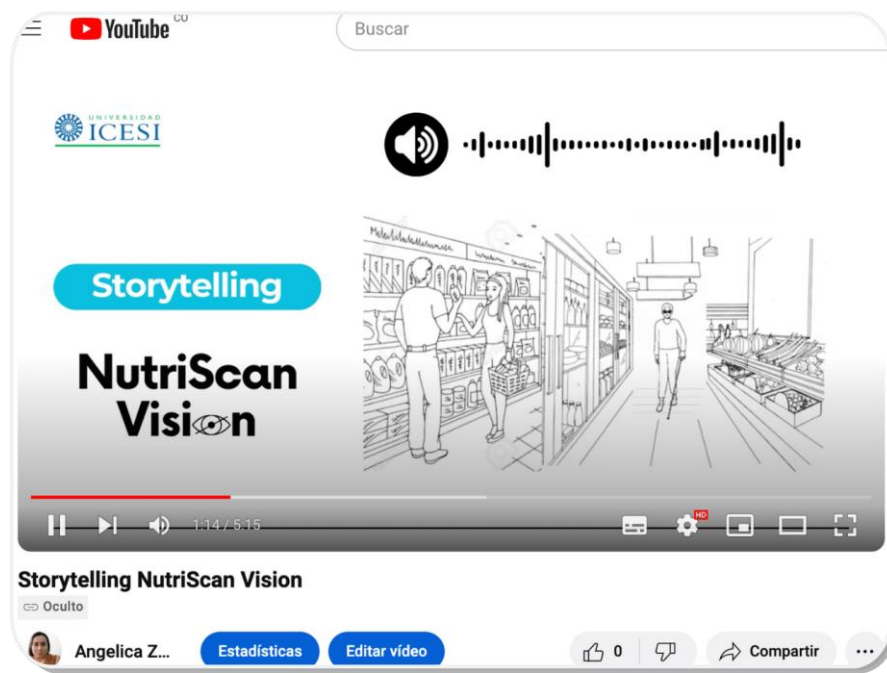 YouTube CO
Buscar
UNIVERSIDAD
ICESI
Storytelling
NutriScan
Vision
1:14 / 5:15
HD
Storytelling NutriScan Vision
Oculto
Angelica Z...
Estadísticas
Editar vídeo
0
Compartir